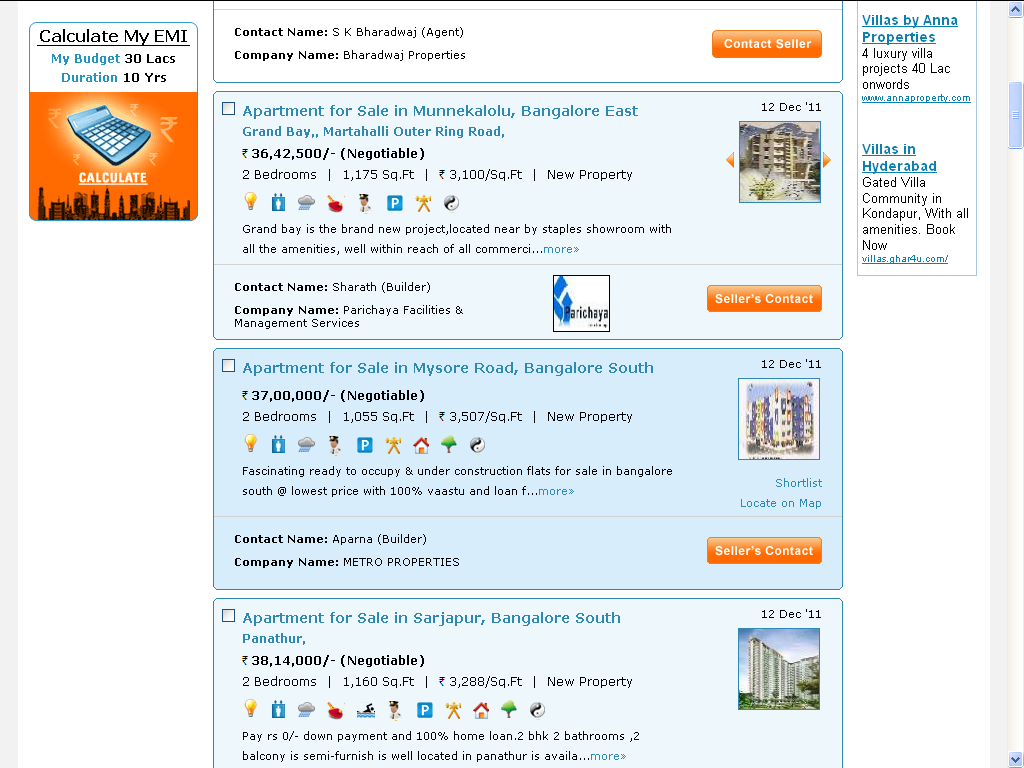 Calculate My EMI
My Budget 30 Lacs
Duration 10 Yrs
CALCULATE
Contact Name: S K Bharadwaj (Agent)
Company Name: Bharadwaj Properties
Contact Seller
Apartment for Sale in Munnekalolu, Bangalore East
12 Dec '11
Grand Bay,, Martahalli Outer Ring Road,
₹ 36,42,500/- (Negotiable)
2 Bedrooms | 1,175 Sq.Ft | ₹ 3,100/Sq.Ft | New Property
P
Grand bay is the brand new project,located near by staples showroom with
all the amenities, well within reach of all commerci...more»
Contact Name: Sharath (Builder)
Company Name: Parichaya Facilities &
Management Services
Parichaya
Seller's Contact
Apartment for Sale in Mysore Road, Bangalore South
12 Dec '11
₹ 37,00,000/- (Negotiable)
2 Bedrooms | 1,055 Sq.Ft | ₹ 3,507/Sq.Ft | New Property
P
Fascinating ready to occupy & under construction flats for sale in bangalore
south @ lowest price with 100% vaastu and loan f...more»
Shortlist
Locate on Map
Contact Name: Aparna (Builder)
Company Name: METRO PROPERTIES
Seller's Contact
Apartment for Sale in Sarjapur, Bangalore South
12 Dec '11
Panathur,
₹ 38,14,000/- (Negotiable)
2 Bedrooms | 1,160 Sq.Ft | ₹ 3,288/Sq.Ft | New Property
P
Pay rs 0/- down payment and 100% home loan.2 bhk 2 bathrooms ,2
balcony is semi-furnish is well located in panathur is availa...more»
Villas by Anna
Properties
4 luxury villa
projects 40 Lac
onwords
www.annaproperty.com
Villas in
Hyderabad
Gated Villa
Community in
Kondapur, With all
amenities. Book
Now
villas.ghar4u.com/